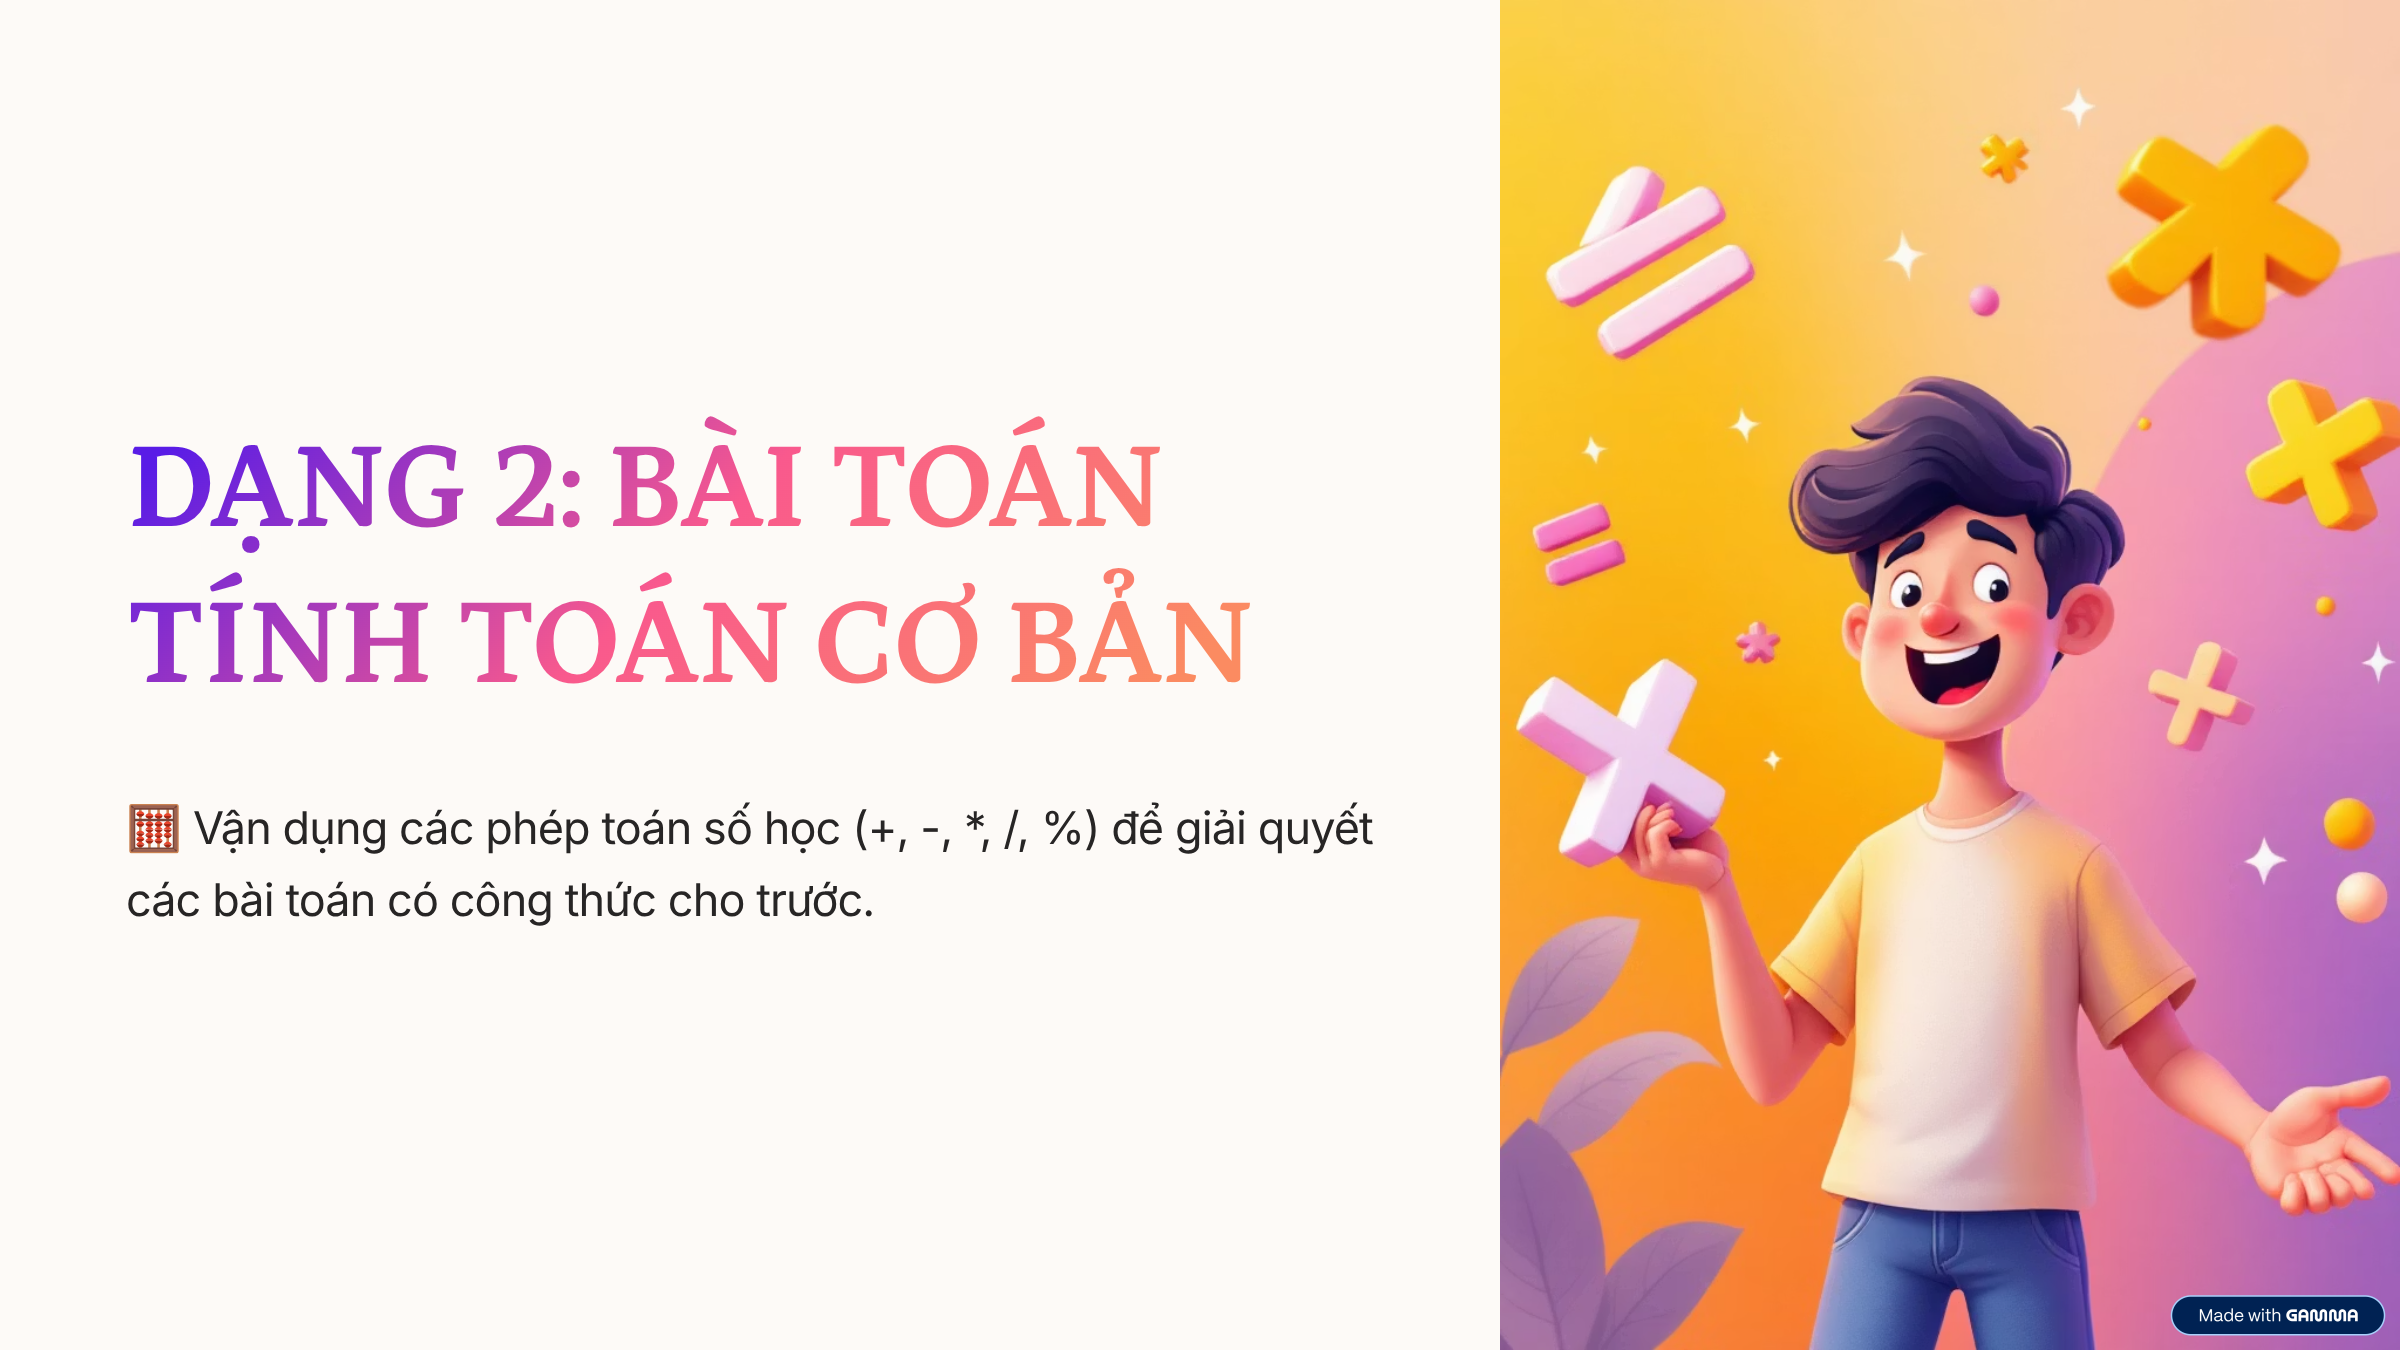 DẠNG 2: BÀI TOÁN
TÍNH TOÁN CƠ BẢN
🧮 Vận dụng các phép toán số học (+, -, *, /, %) để giải quyết
các bài toán có công thức cho trước.
Made with GAMMA